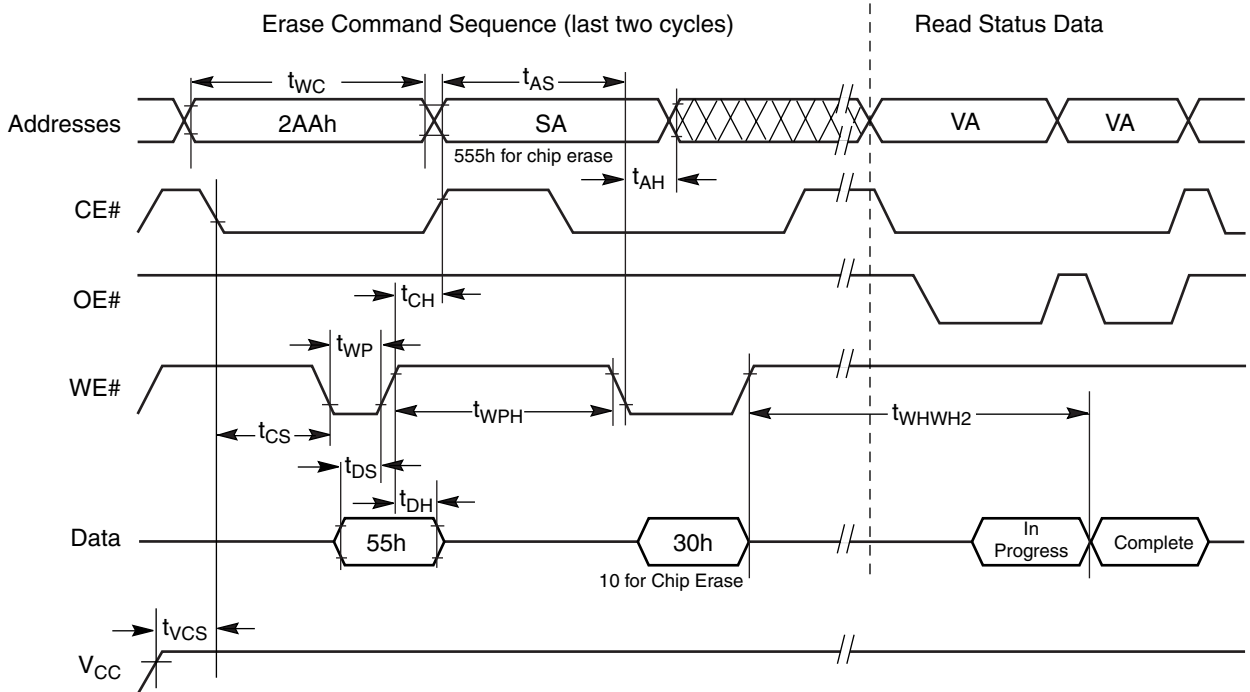 Erase Command Sequence (last two cycles)
Read Status Data
tWC
tAS
Addresses
2AAh
SA
VA
VA
555h for chip erase
tAH
CE#
OE#
tCH
tWP
WE#
tWPH
tWHWH2
tCS
tDS
tDH
Data
55h
30h
In
Progress
Complete
10 for Chip Erase
tVCS
VCC